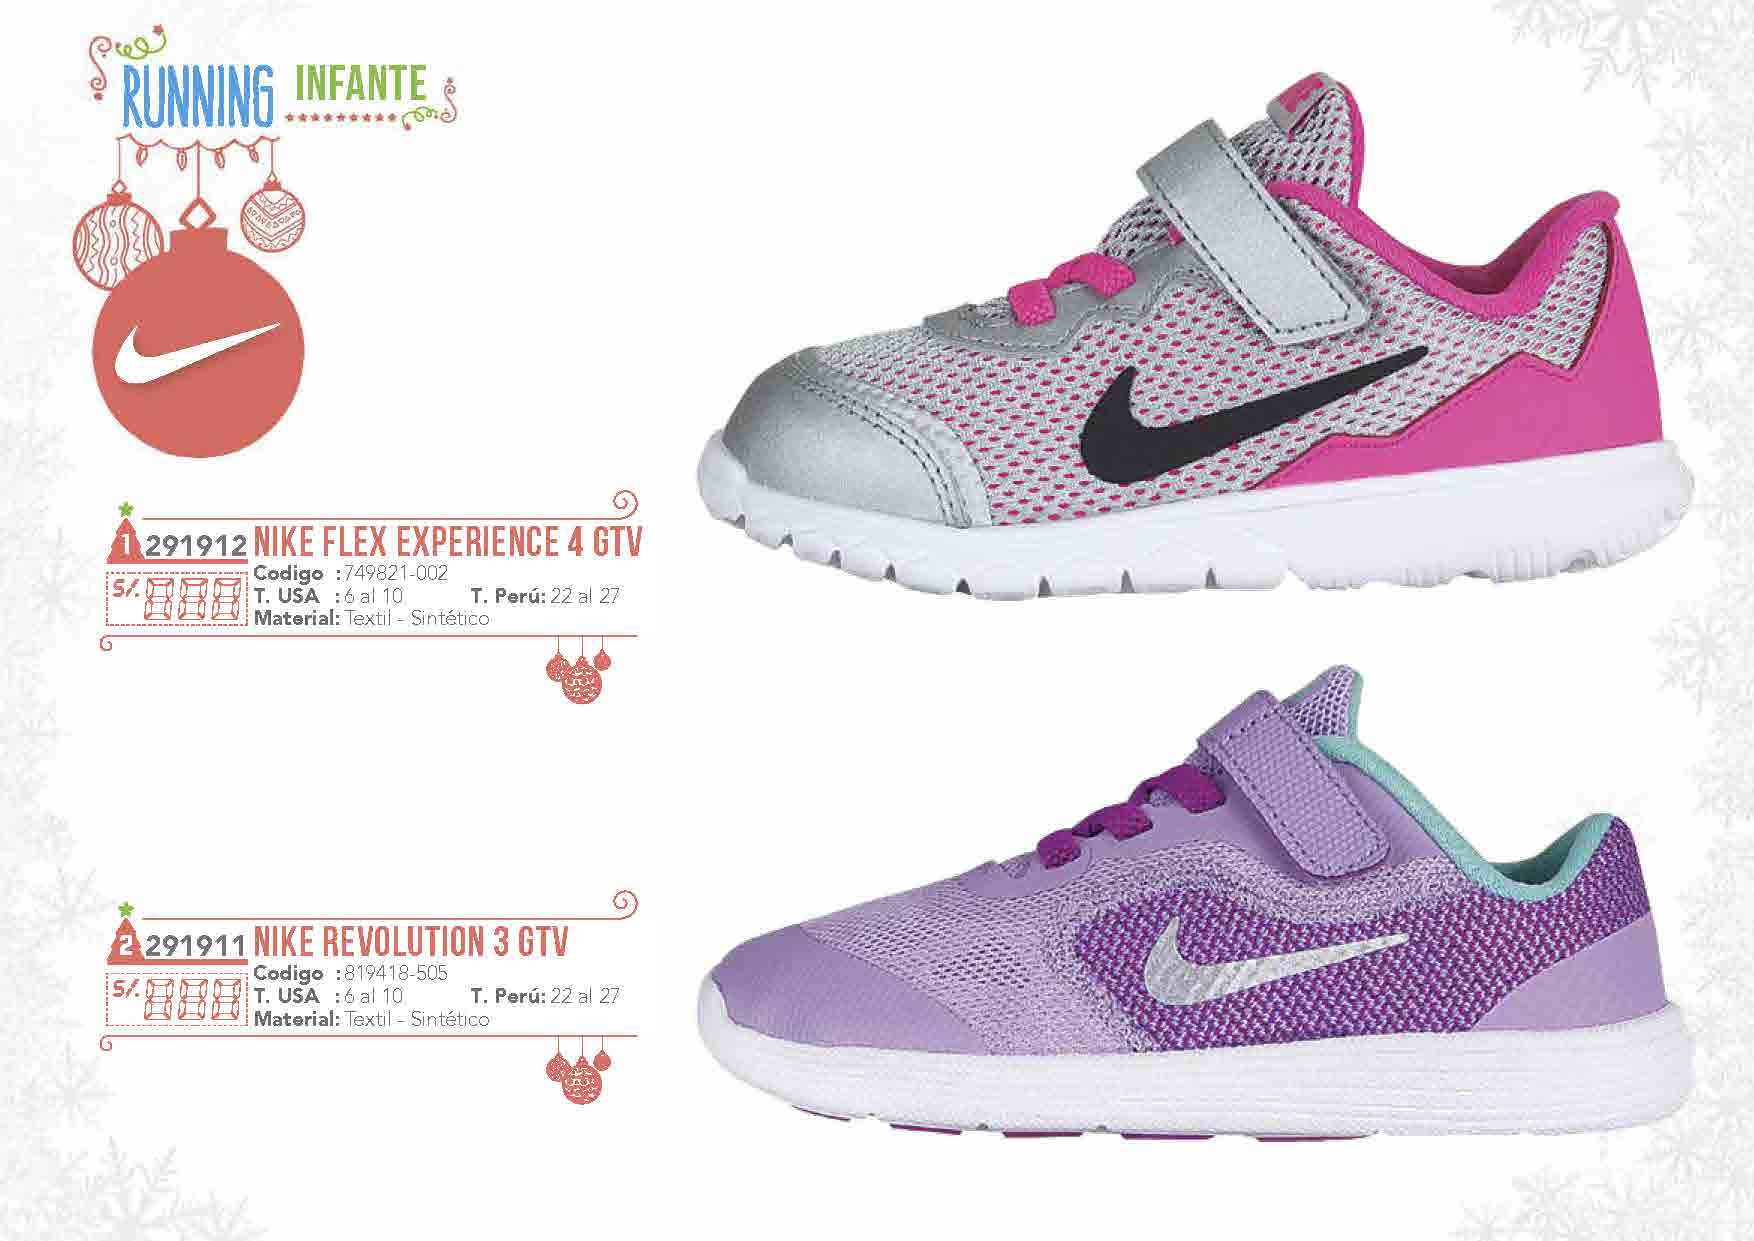 RUNNING INFANTE
1 291912 NIKE FLEX EXPERIENCE 4 GTV
Codigo : 749821-002
S/. 888 T. USA : 6 al 10 T. Perú: 22 al 27
Material: Textil - Sintético
2 291911 NIKE REVOLUTION 3 GTV
Codigo : 819418-505
S/. 888 T. USA : 6 al 10 T. Perú: 22 al 27
Material: Textil - Sintético